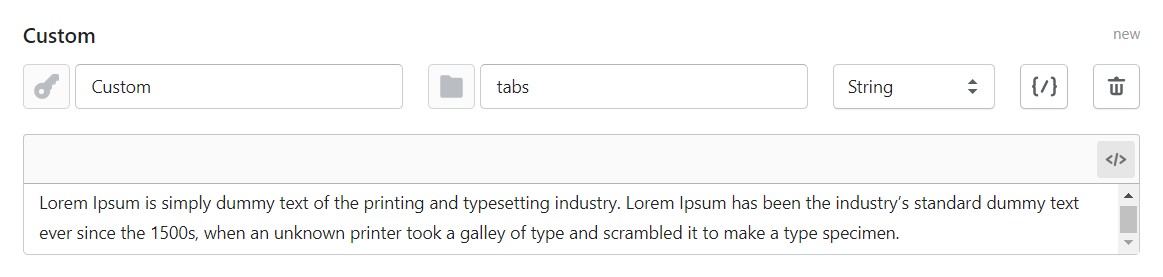 Custom
new
Custom
tabs
String
{/}
</>
Lorem Ipsum is simply dummy text of the printing and typesetting industry. Lorem Ipsum has been the industry’s standard dummy text
ever since the 1500s, when an unknown printer took a galley of type and scrambled it to make a type specimen.